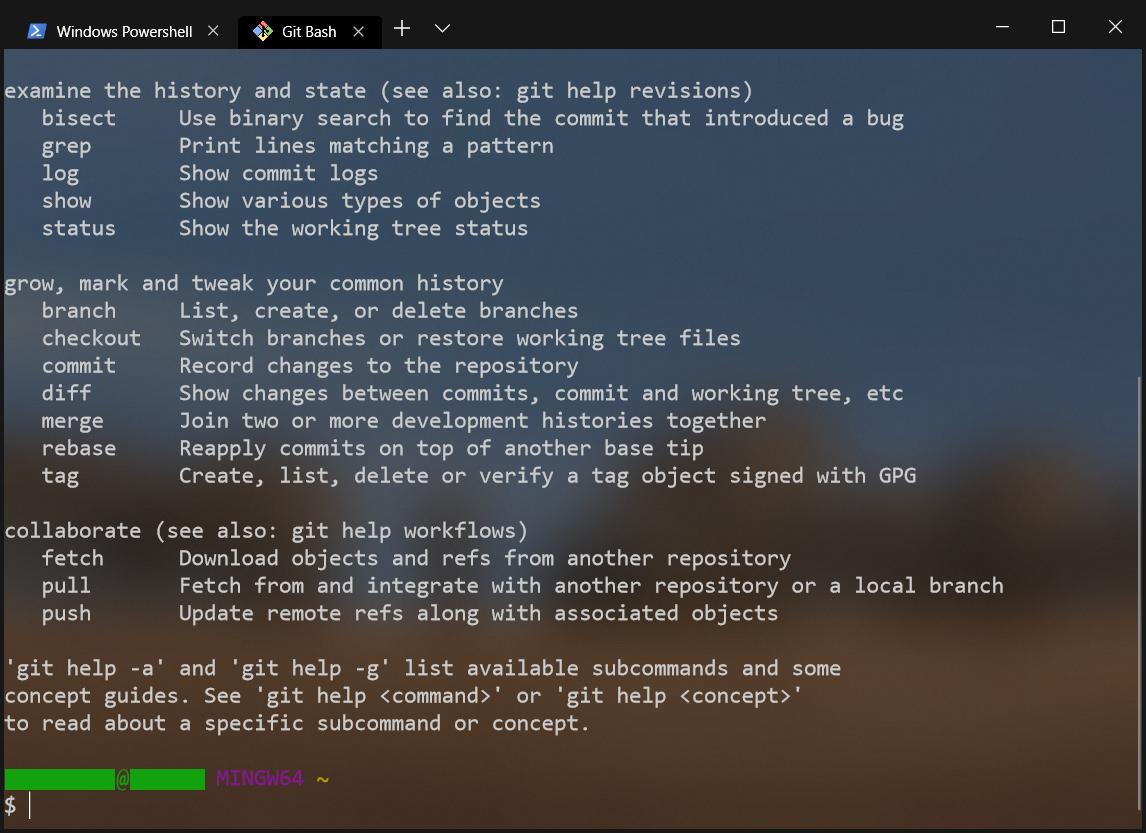 Windows Powershell
Git Bash
examine the history and state (see also: git help revisions)
bisect Use binary search to find the commit that introduced a bug
grep Print lines matching a pattern
log Show commit logs
show Show various types of objects
status Show the working tree status
grow, mark and tweak your common history
branch List, create, or delete branches
checkout Switch branches or restore working tree files
commit Record changes to the repository
diff Show changes between commits, commit and working tree, etc
merge Join two or more development histories together
rebase Reapply commits on top of another base tip
tag Create, list, delete or verify a tag object signed with GPG
collaborate (see also: git help workflows)
fetch Download objects and refs from another repository
pull Fetch from and integrate with another repository or a local branch
push Update remote refs along with associated objects
'git help -a' and 'git help -g' list available subcommands and some
concept guides. See 'git help <command>' or 'git help <concept>'
to read about a specific subcommand or concept.
@ MINGW64 ~
$